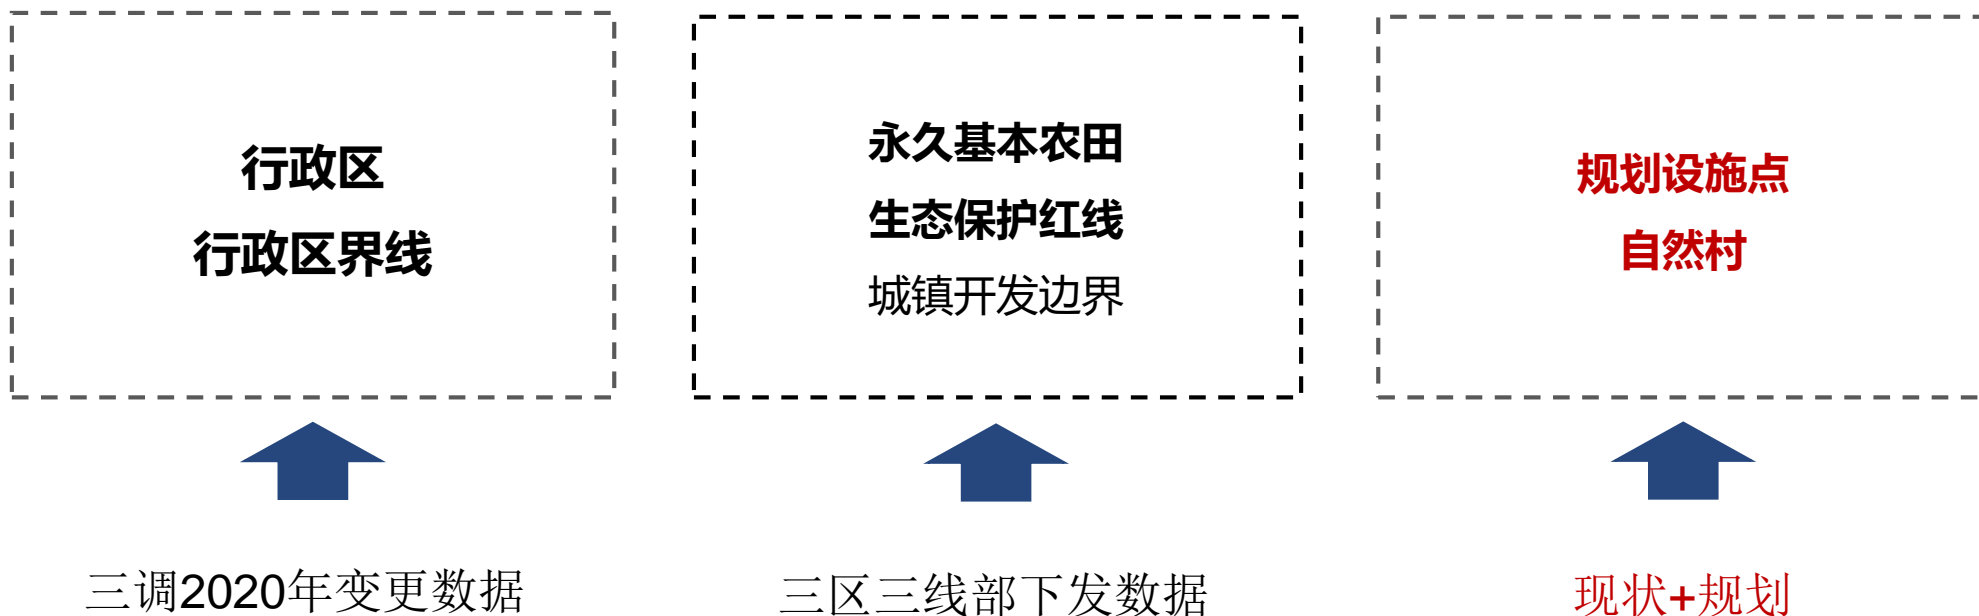 行政区
行政区界线
永久基本农田
生态保护红线
城镇开发边界
规划设施点
自然村
三调2020年变更数据
三区三线部下发数据
现状+规划